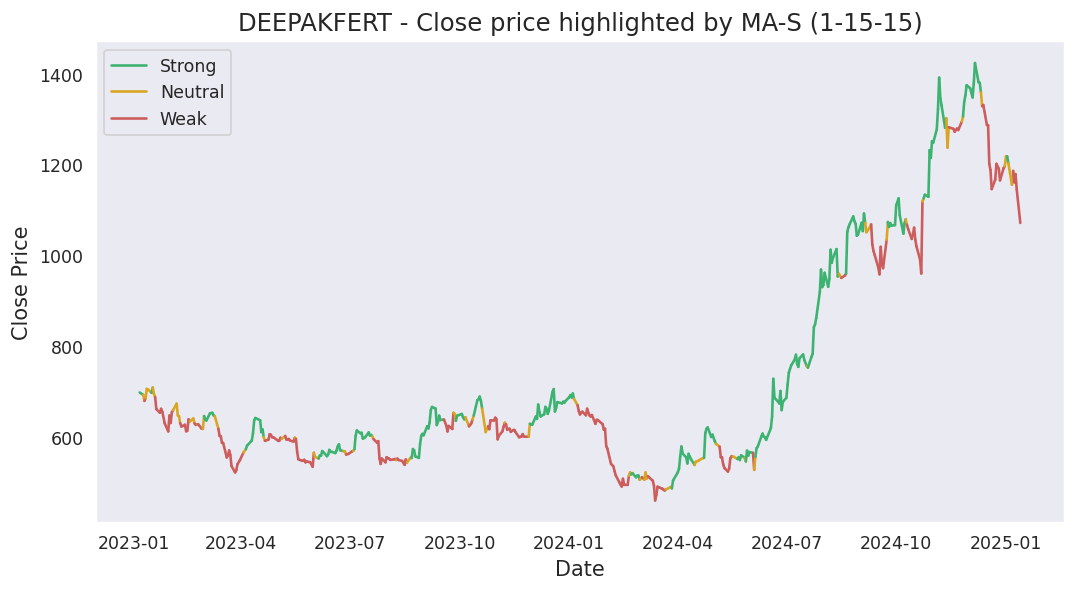 DEEPAKFERT - Close price highlighted by MA-S (1-15-15)
Strong
Neutral
Weak
Close Price
1400
1200
1000
800
600
2023-01 2023-04 2023-07 2023-10 2024-01 2024-04 2024-07 2024-10 2025-01
Date